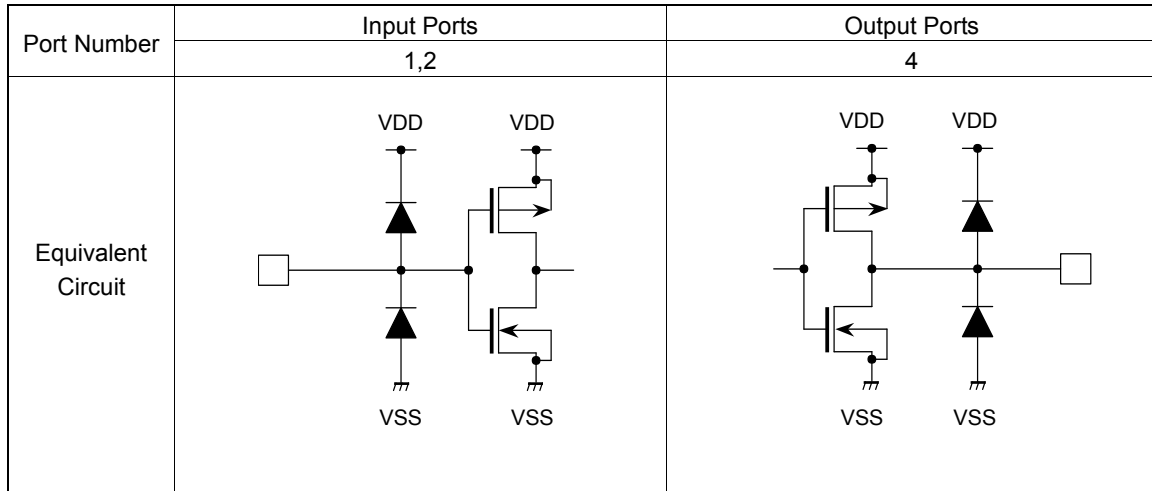 Port Number
Input Ports
Output Ports
1,2
4
Equivalent
Circuit
VDD
VDD
VSS
VSS
VDD
VDD
VSS
VSS